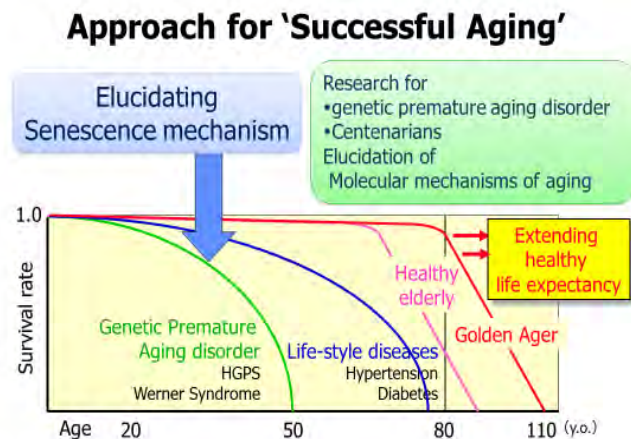 Approach for ‘Successful Aging’
Elucidating
Senescence mechanism
Research for
•genetic premature aging disorder
•Centenarians
Elucidation of
Molecular mechanisms of aging
1.0
Survival rate
Extending
healthy
life expectancy
Healthy
elderly
Golden Ager
Genetic Premature
Aging disorder
HGPS
Werner Syndrome
Life-style diseases
Hypertension
Diabetes
Age 20 50 80 110 (y.o.)